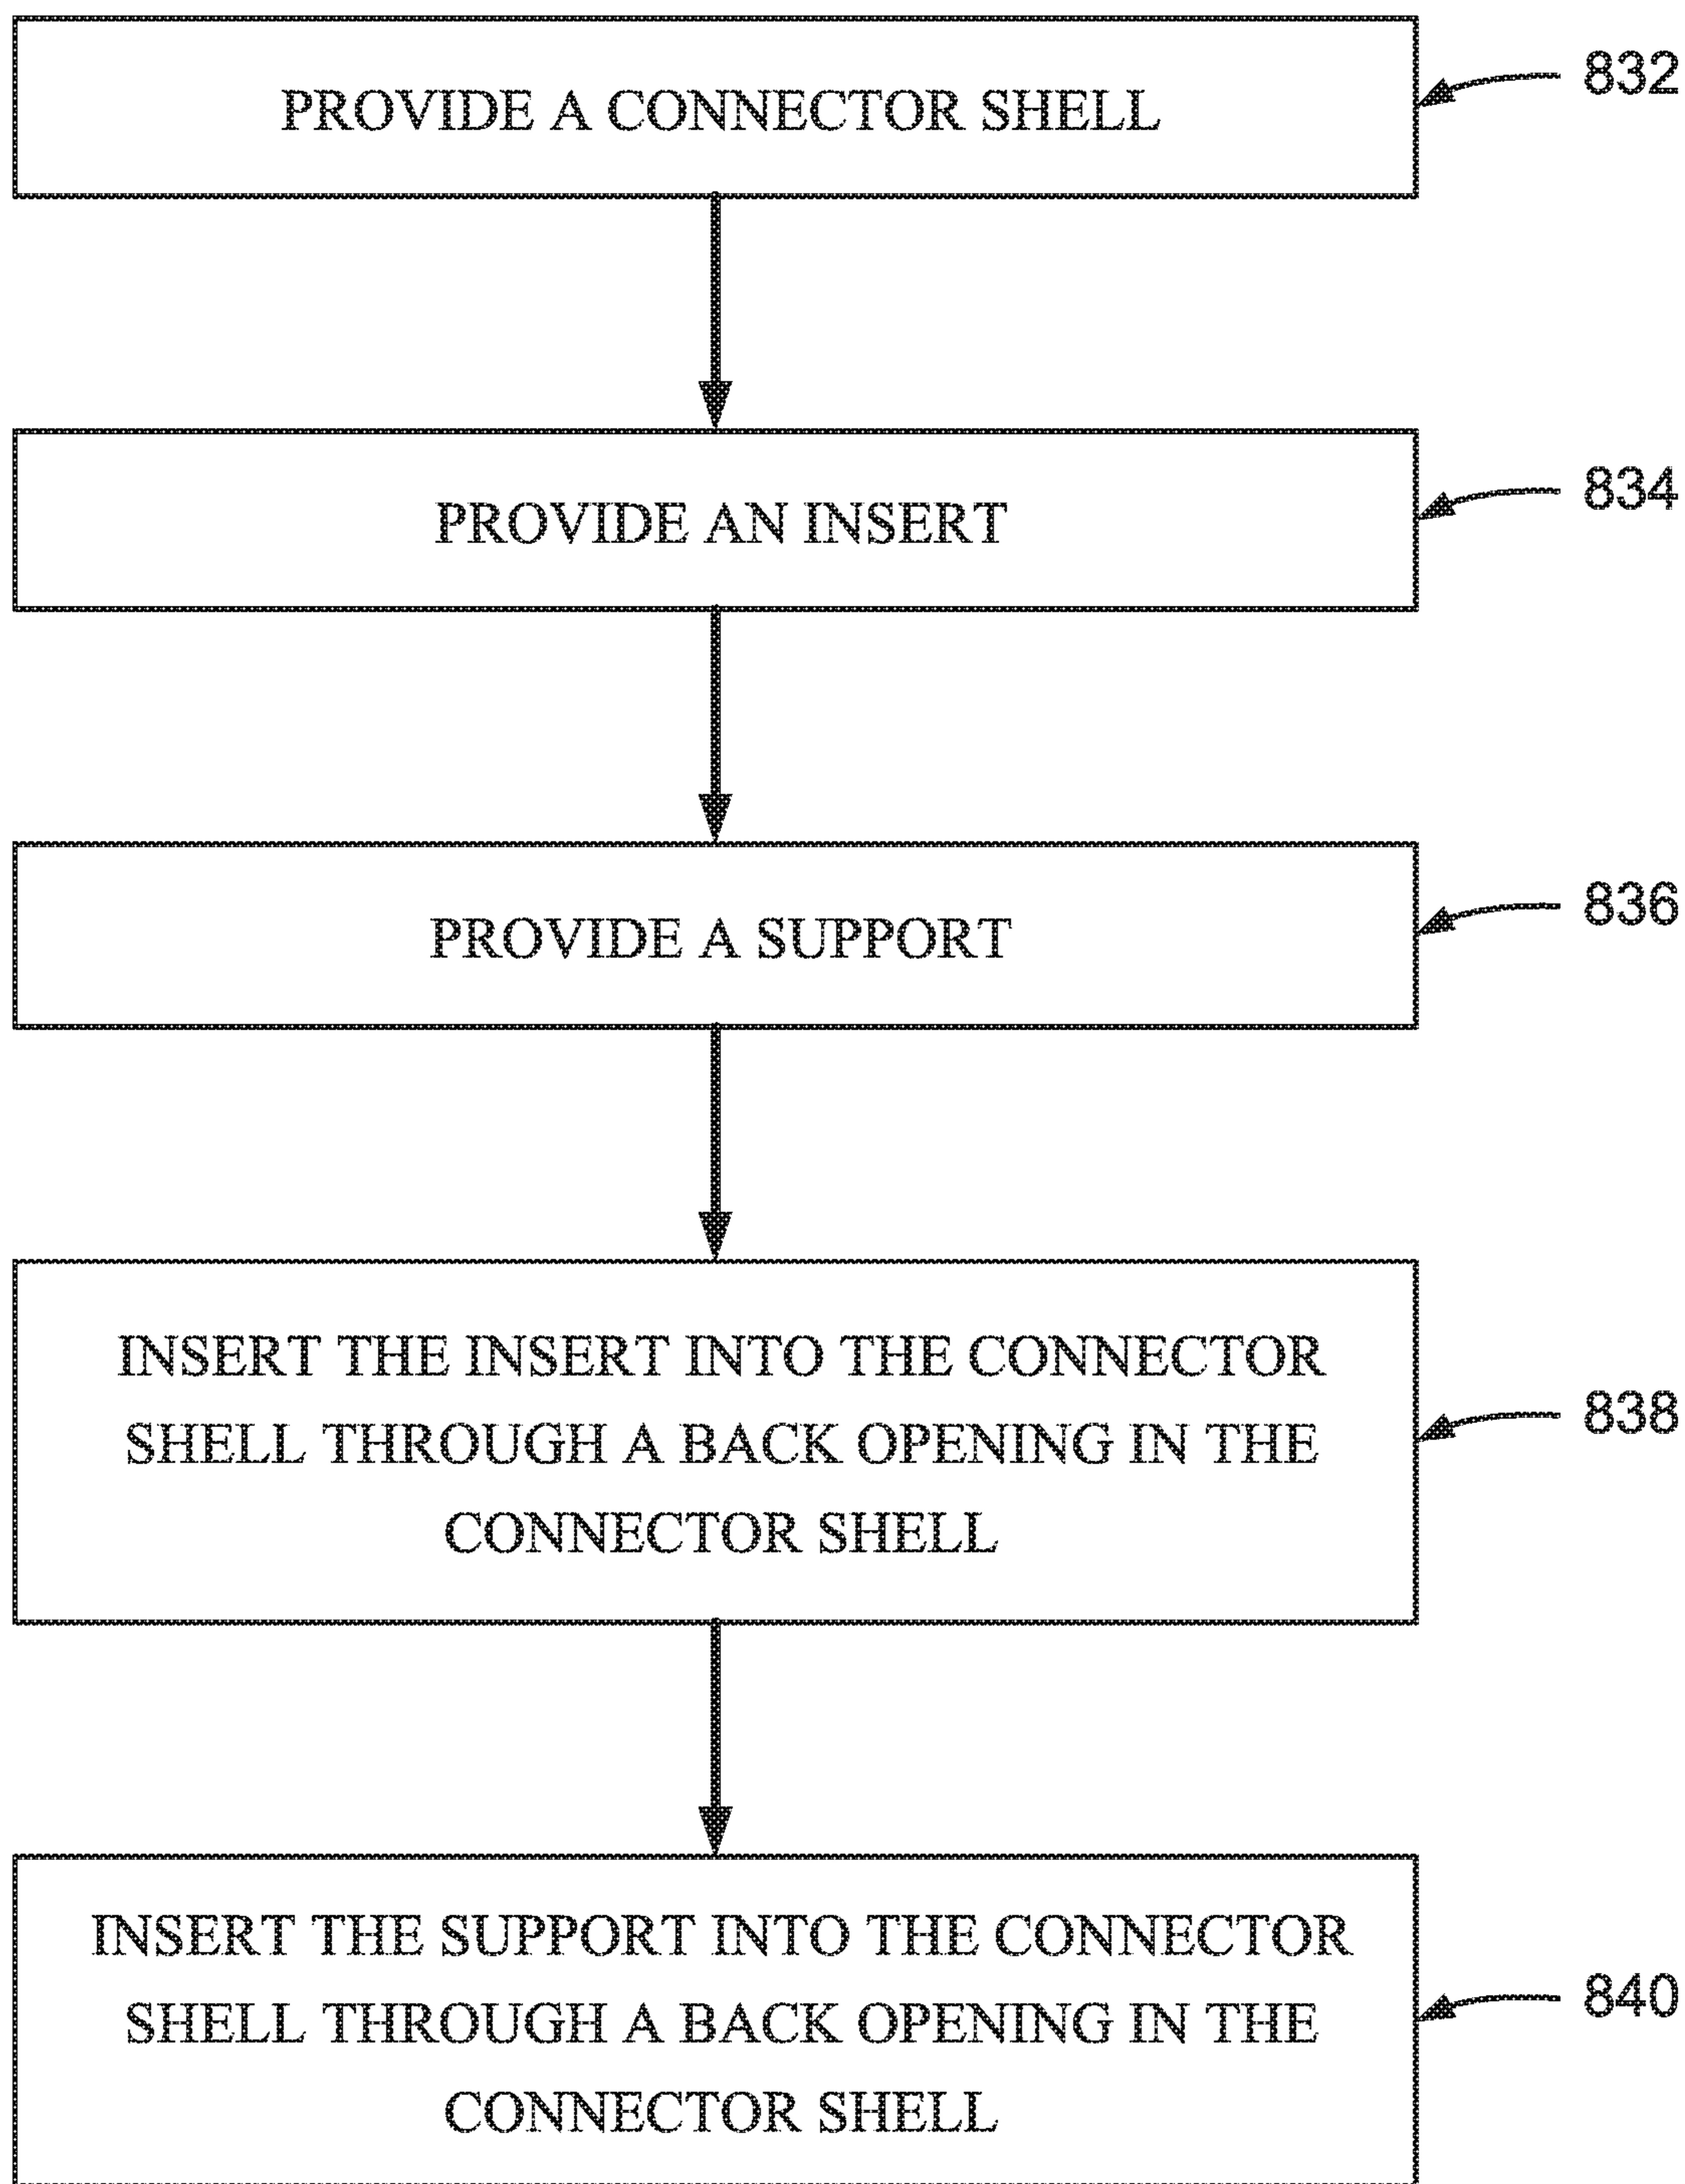 PROVIDE A CONNECTOR SHELL
832
PROVIDE AN INSERT
834
PROVIDE A SUPPORT
836
INSERT THE INSERT INTO THE CONNECTOR
SHELL THROUGH A BACK OPENING IN THE
CONNECTOR SHELL
838
INSERT THE SUPPORT INTO THE CONNECTOR
SHELL THROUGH A BACK OPENING IN THE
CONNECTOR SHELL
840